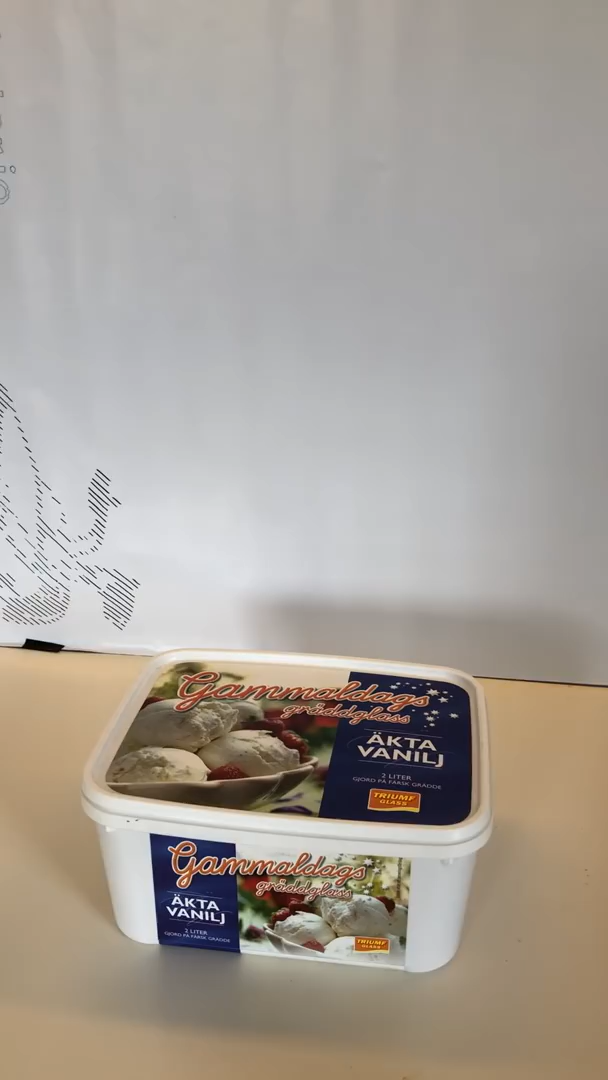 Gammaldags
gräddglass
ÄKTA
VANILJ
2 LITER
GJORD PÅ FÄRSK GRÄDDE
TRIUMF
GLASS
Gammaldags
gräddglass
ÄKTA
VANILJ
2 LITER
GJORD PÅ FÄRSK GRÄDDE
TRIUMF
GLASS